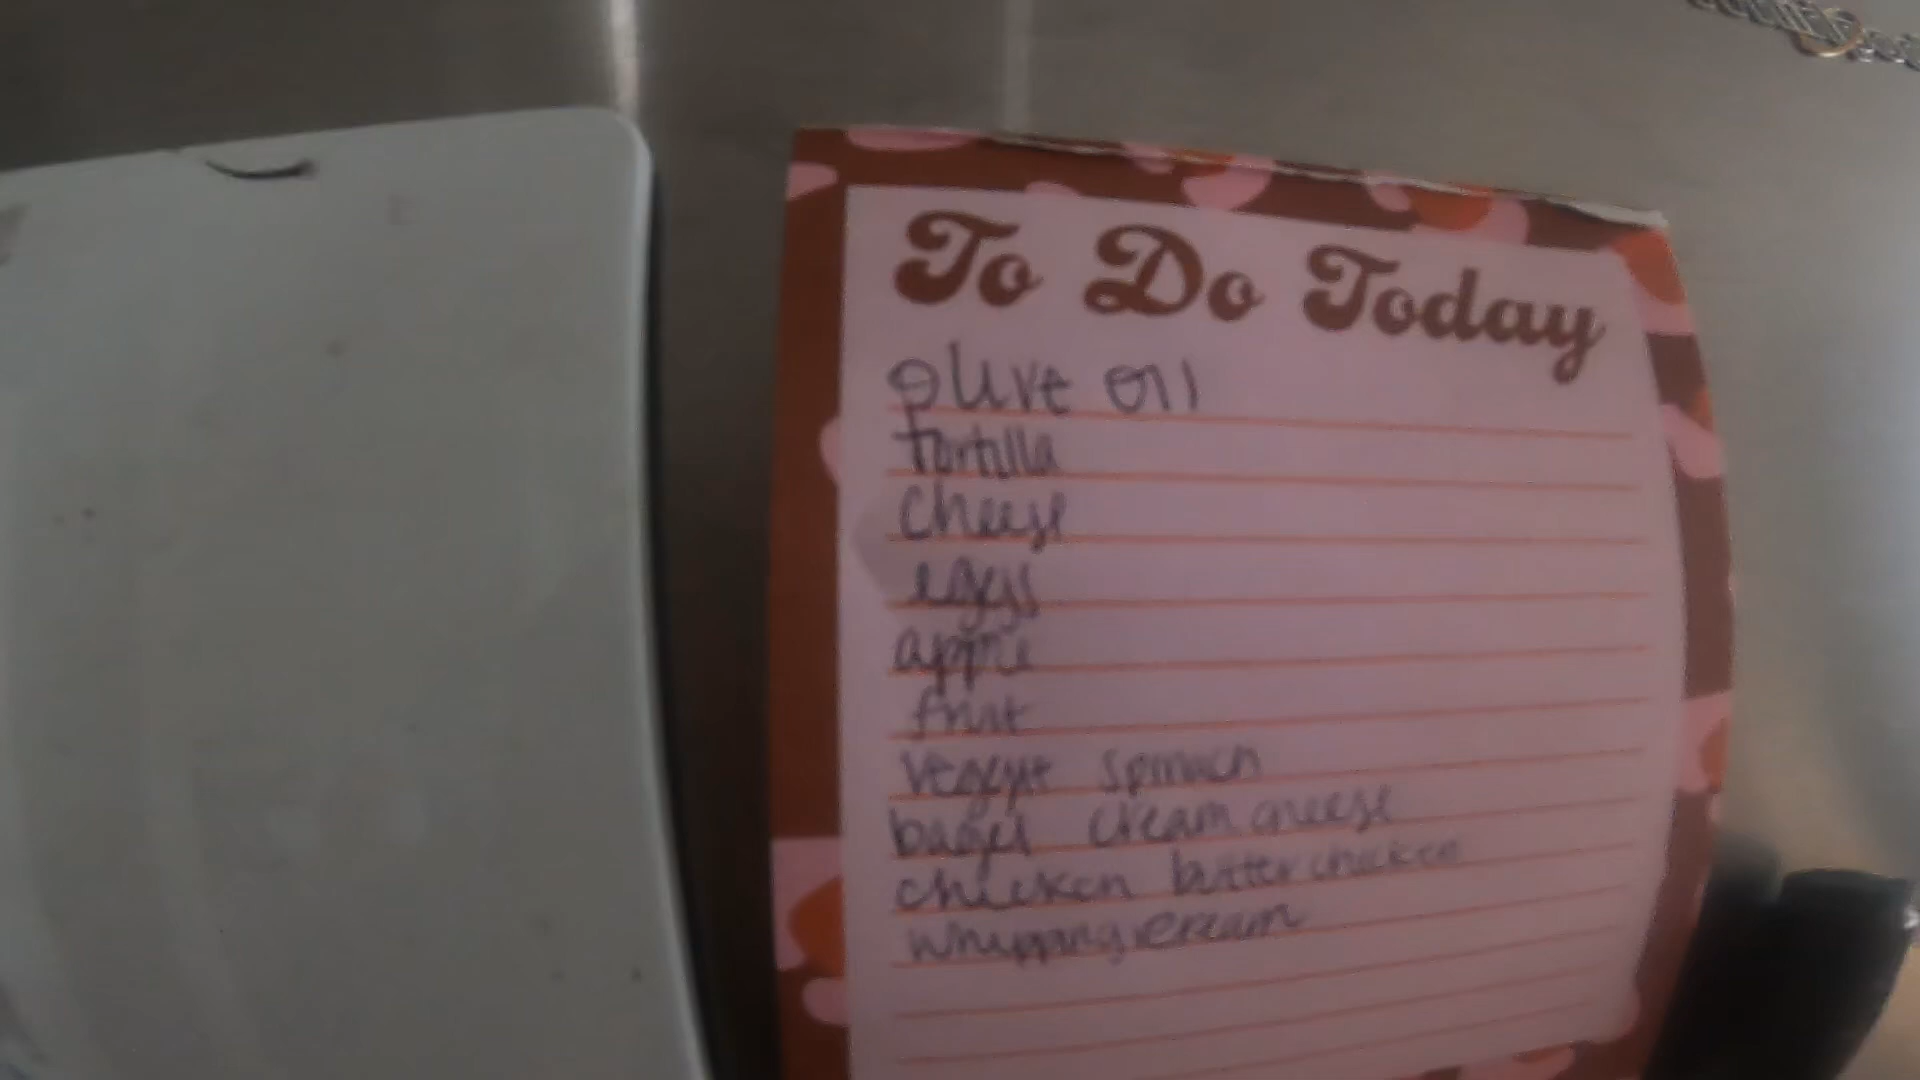 To Do Today
olive oil
tortilla
cheese
eggs
apple
fruit
veggie spinach
bagel cream cheese
chicken butter chicken
whipping cream